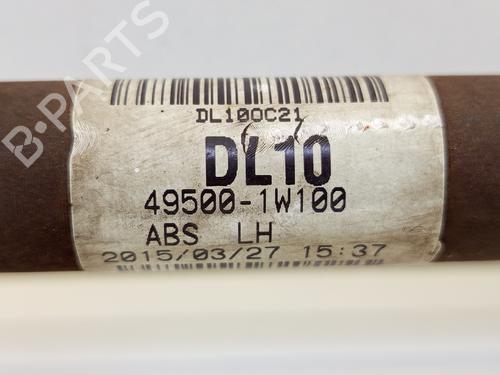 DL100C21
DL10
49500-1W100
ABS LH
2015/03/27 15:37
B-PARTS